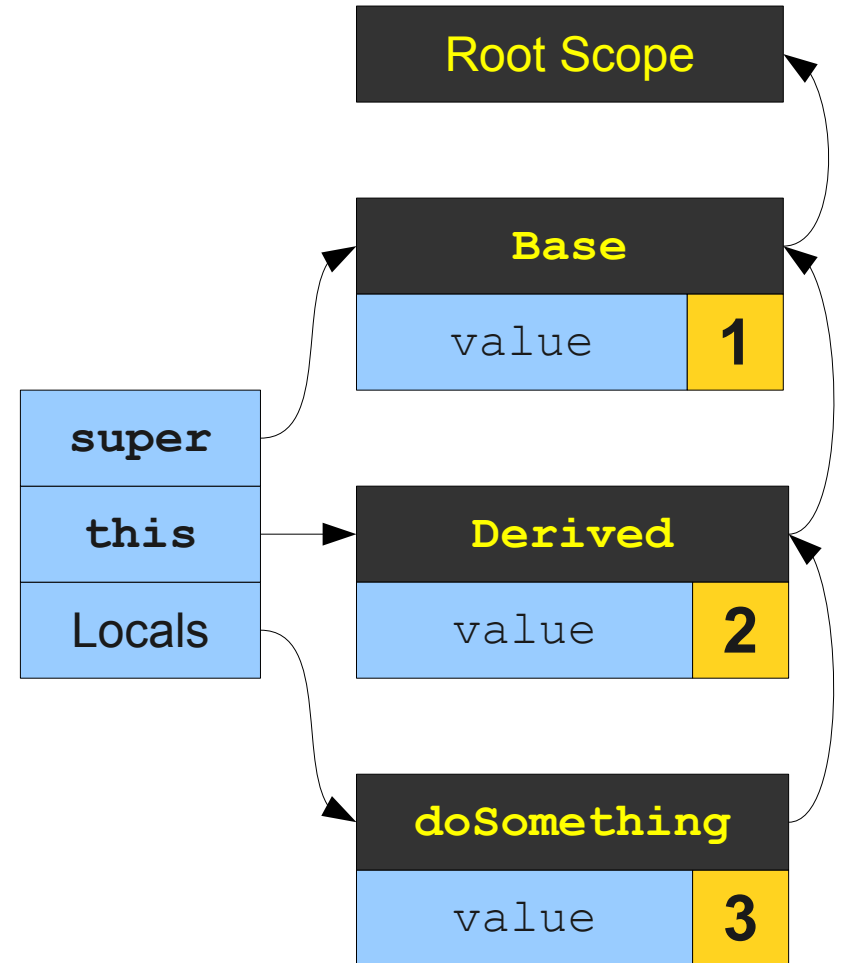 Root Scope
Base
value 1
super
this
Locals
Derived
value 2
doSomething
value 3